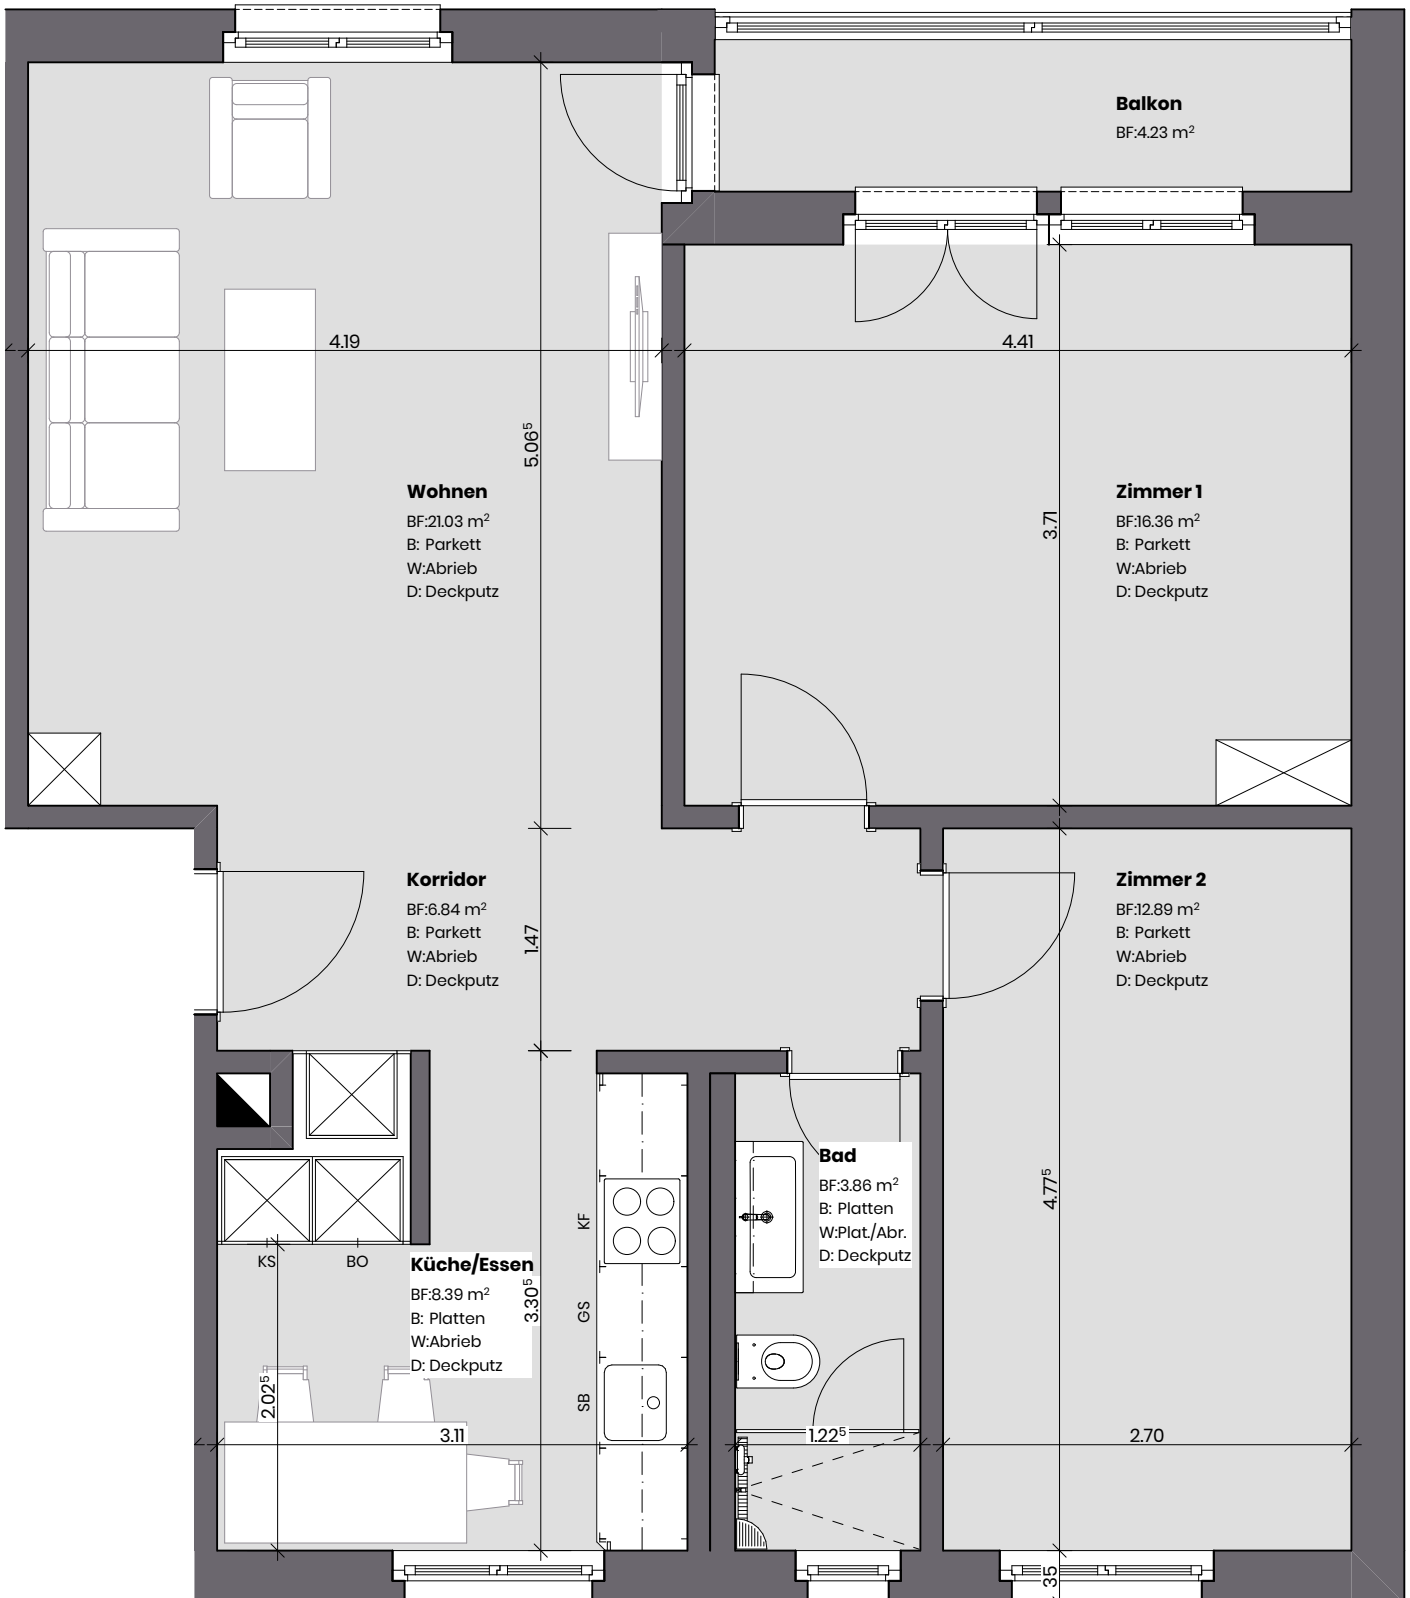 Balkon
BF:4.23 m²
4.19
4.41
5.06⁵
Wohnen
BF:21.03 m²
B: Parkett
W:Abrieb
D: Deckputz
3.71
Zimmer 1
BF:16.36 m²
B: Parkett
W:Abrieb
D: Deckputz
Korridor
BF:6.84 m²
B: Parkett
W:Abrieb
D: Deckputz
1.47
Zimmer 2
BF:12.89 m²
B: Parkett
W:Abrieb
D: Deckputz
KS
BO
Küche/Essen
BF:8.39 m²
B: Platten
W:Abrieb
D: Deckputz
3.30⁵
KF
GS
SB
Bad
BF:3.86 m²
B: Platten
W:Plat./Abr.
D: Deckputz
4.77⁵
2.02⁵
3.11
1.22⁵
2.70
35